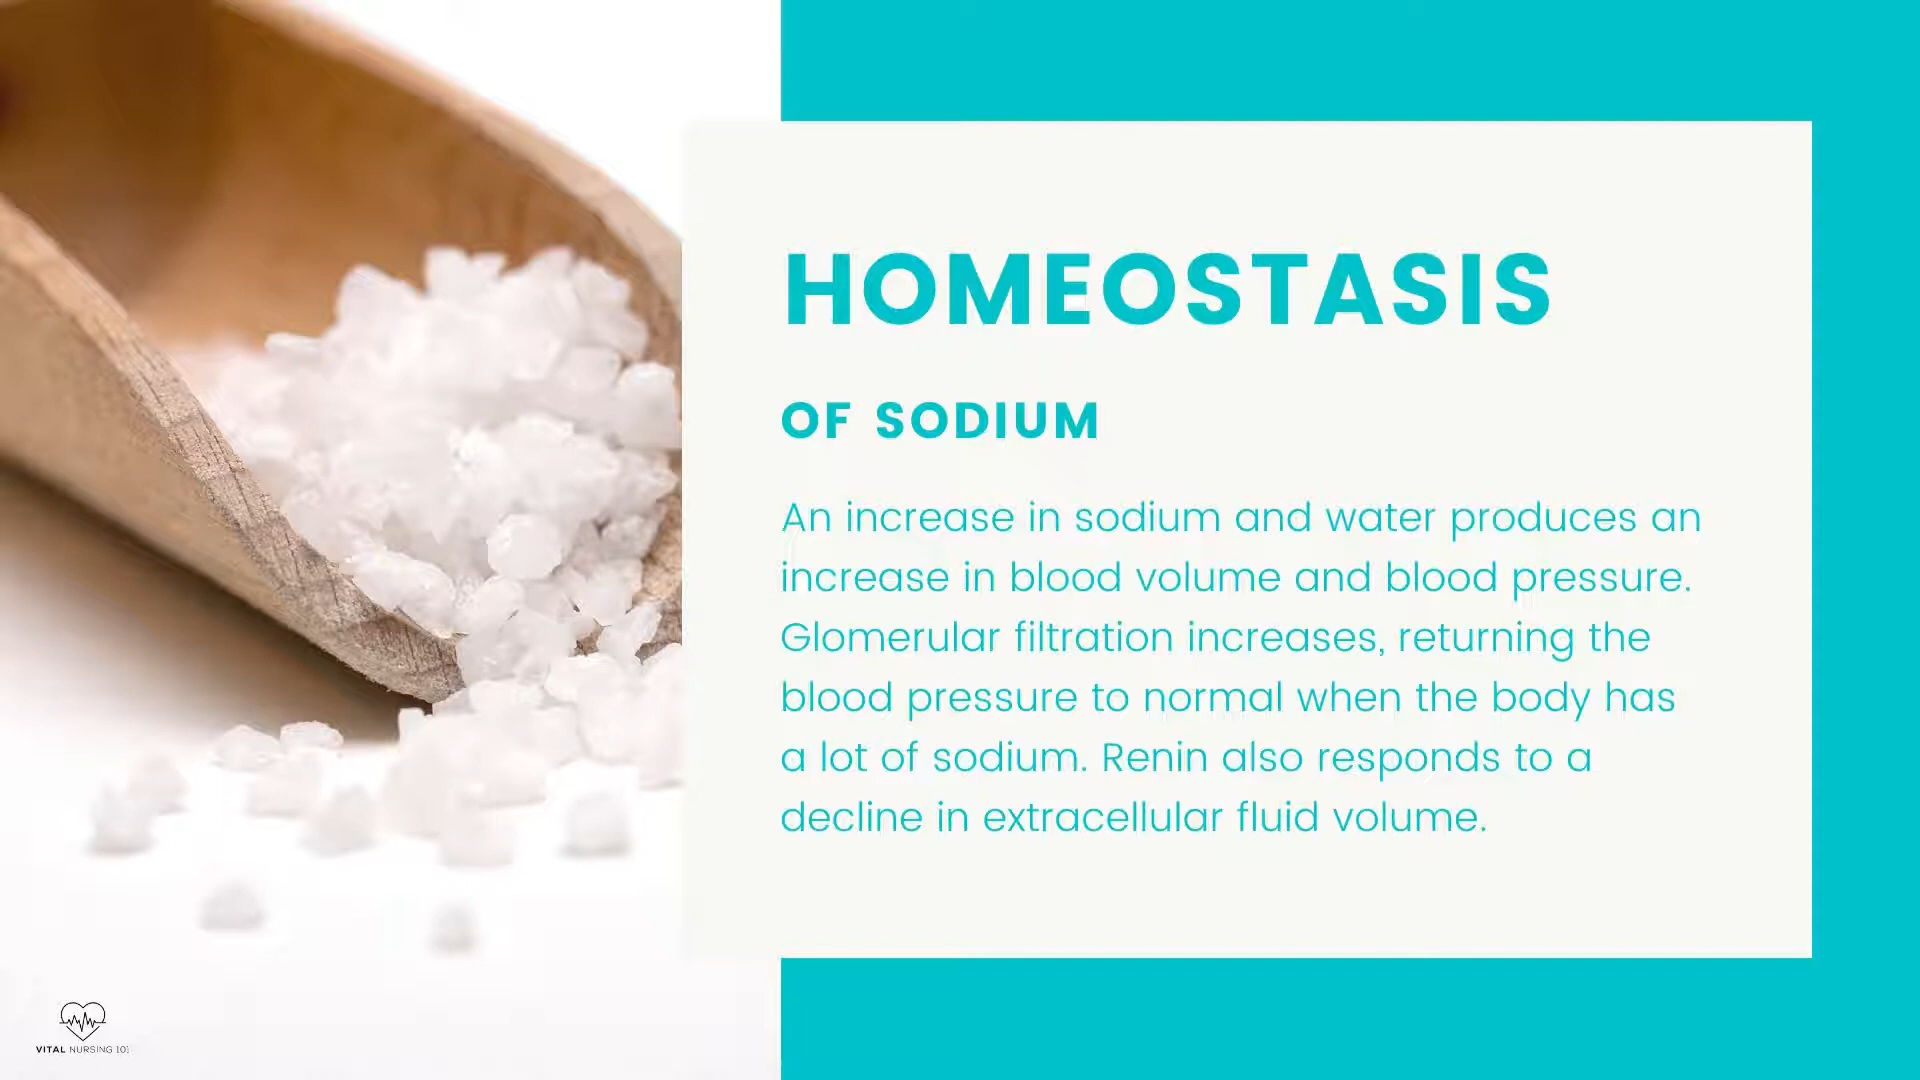 HOMEOSTASIS
OF SODIUM
An increase in sodium and water produces an
increase in blood volume and blood pressure.
Glomerular filtration increases, returning the
blood pressure to normal when the body has
a lot of sodium. Renin also responds to a
decline in extracellular fluid volume.
VITAL NURSING 101